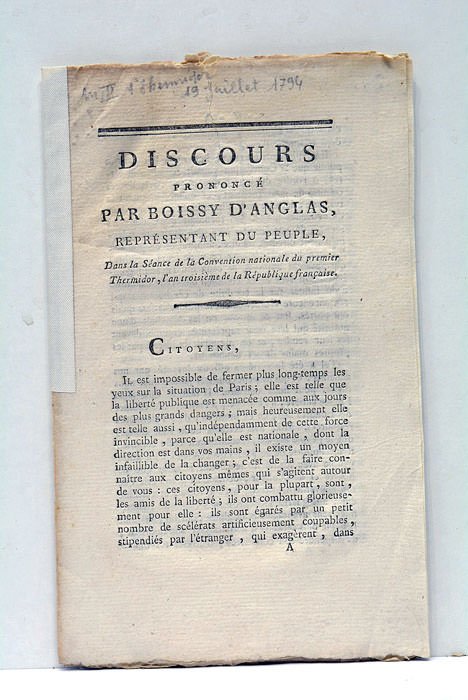 An II 1er thermidor
19 Juillet 1794
DISCOURS
PRONONCÉ
PAR BOISSY D'ANGLAS,
REPRÉSENTANT DU PEUPLE,
Dans la Séance de la Convention nationale du premier
Thermidor, l'an troisième de la République française.
CITOYENS,
IL est impossible de fermer plus long-temps les
yeux sur la situation de Paris; elle est telle que
la liberté publique est menacée comme aux jours
des plus grands dangers; mais heureusement elle
est telle aussi, qu'indépendamment de cette force
invincible, parce qu'elle est nationale, dont la
direction est dans vos mains, il existe un moyen
infaillible de la changer; c'est de la faire con-
naître aux citoyens mêmes qui s'agitent autour
de vous: ces citoyens, pour la plupart, sont,
les amis de la liberté; ils ont combattu glorieuse-
ment pour elle: ils sont égarés par un petit
nombre de scélérats artificieusement coupables,
stipendiés par l'étranger, qui exagèrent, dans
A